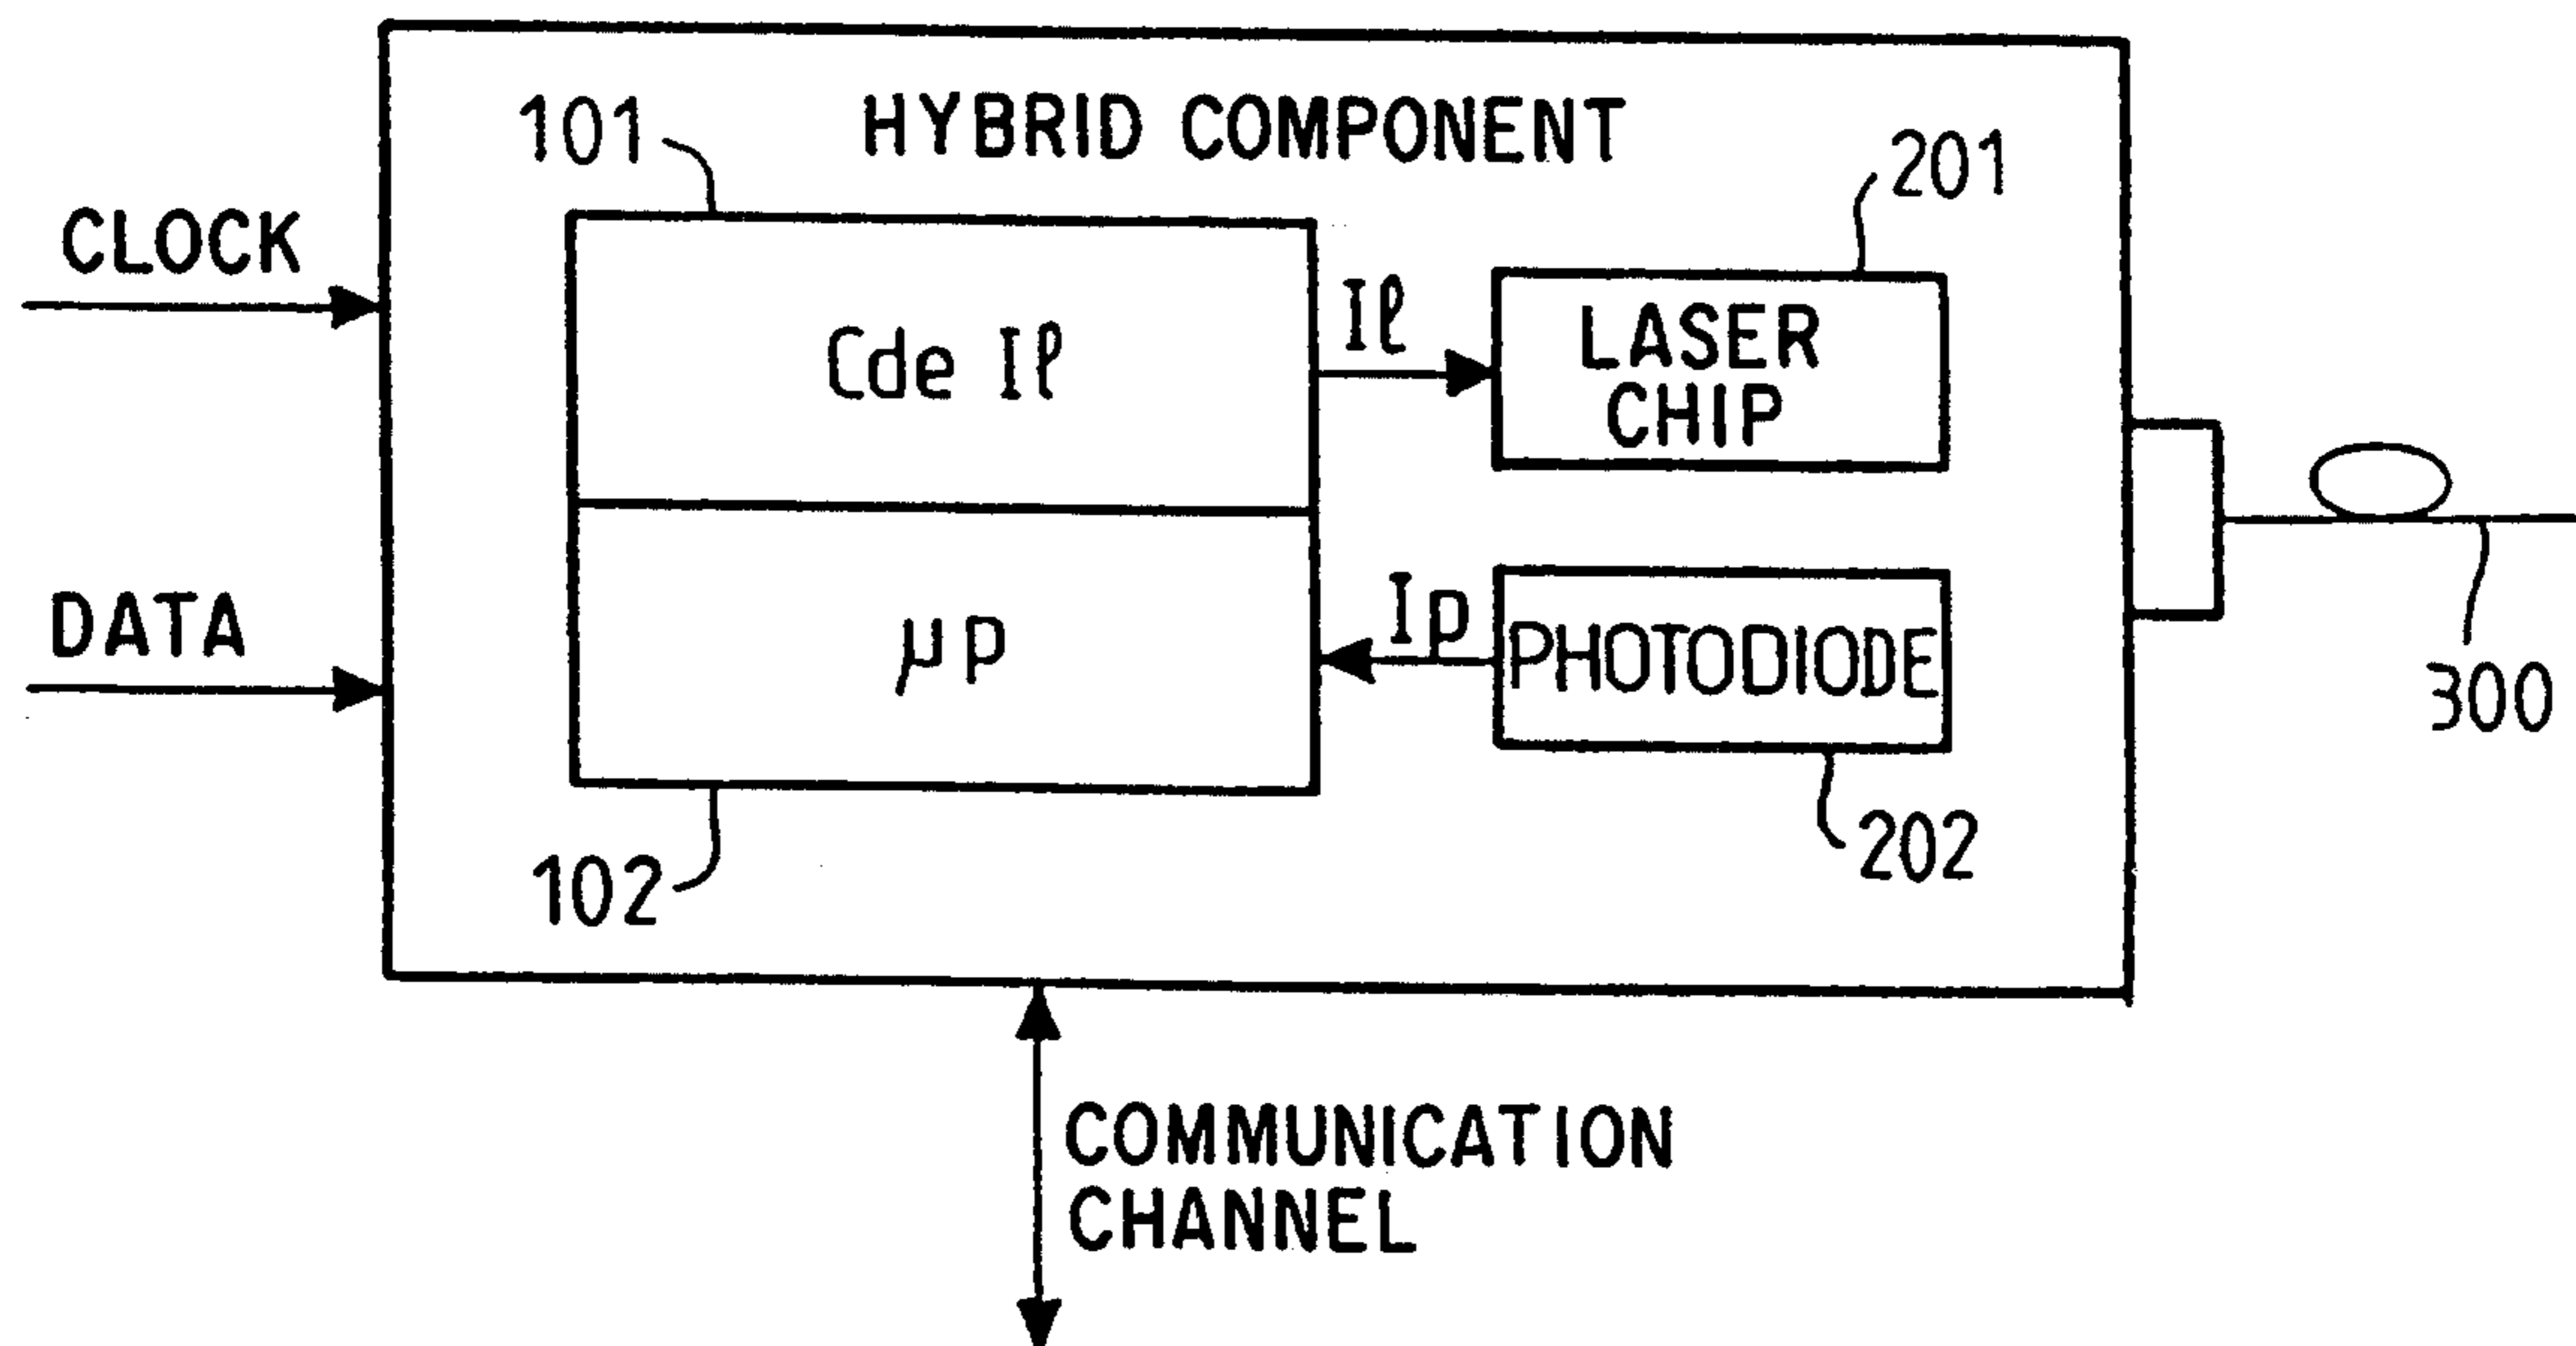 HYBRID COMPONENT
101
201
CLOCK
Cde Iℓ
Iℓ
LASER
CHIP
DATA
µp
Ip
PHOTODIODE
300
102
202
COMMUNICATION
CHANNEL